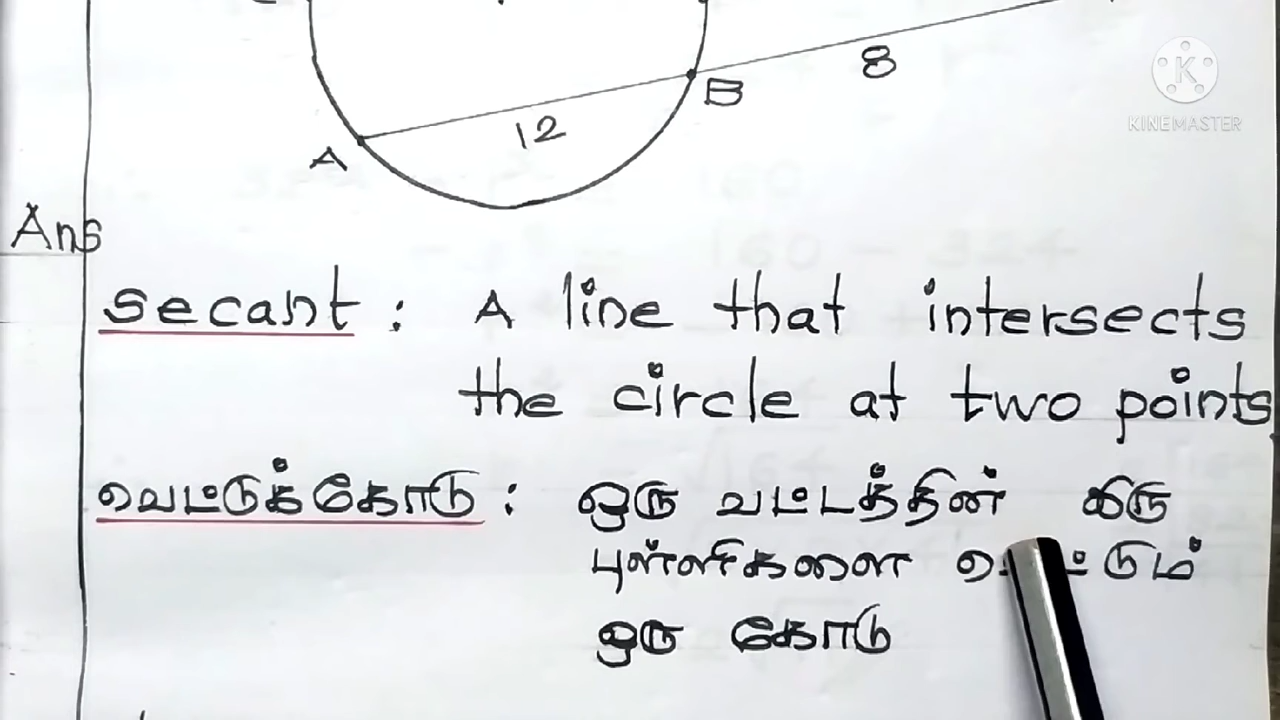 8
B
12
A
KINEMASTER
Ans
secant : A line that intersects
the circle at two points
வெட்டுக்கோடு : ஒரு வட்டத்தின் இரு
புள்ளிகளை
ஒரு கோடு